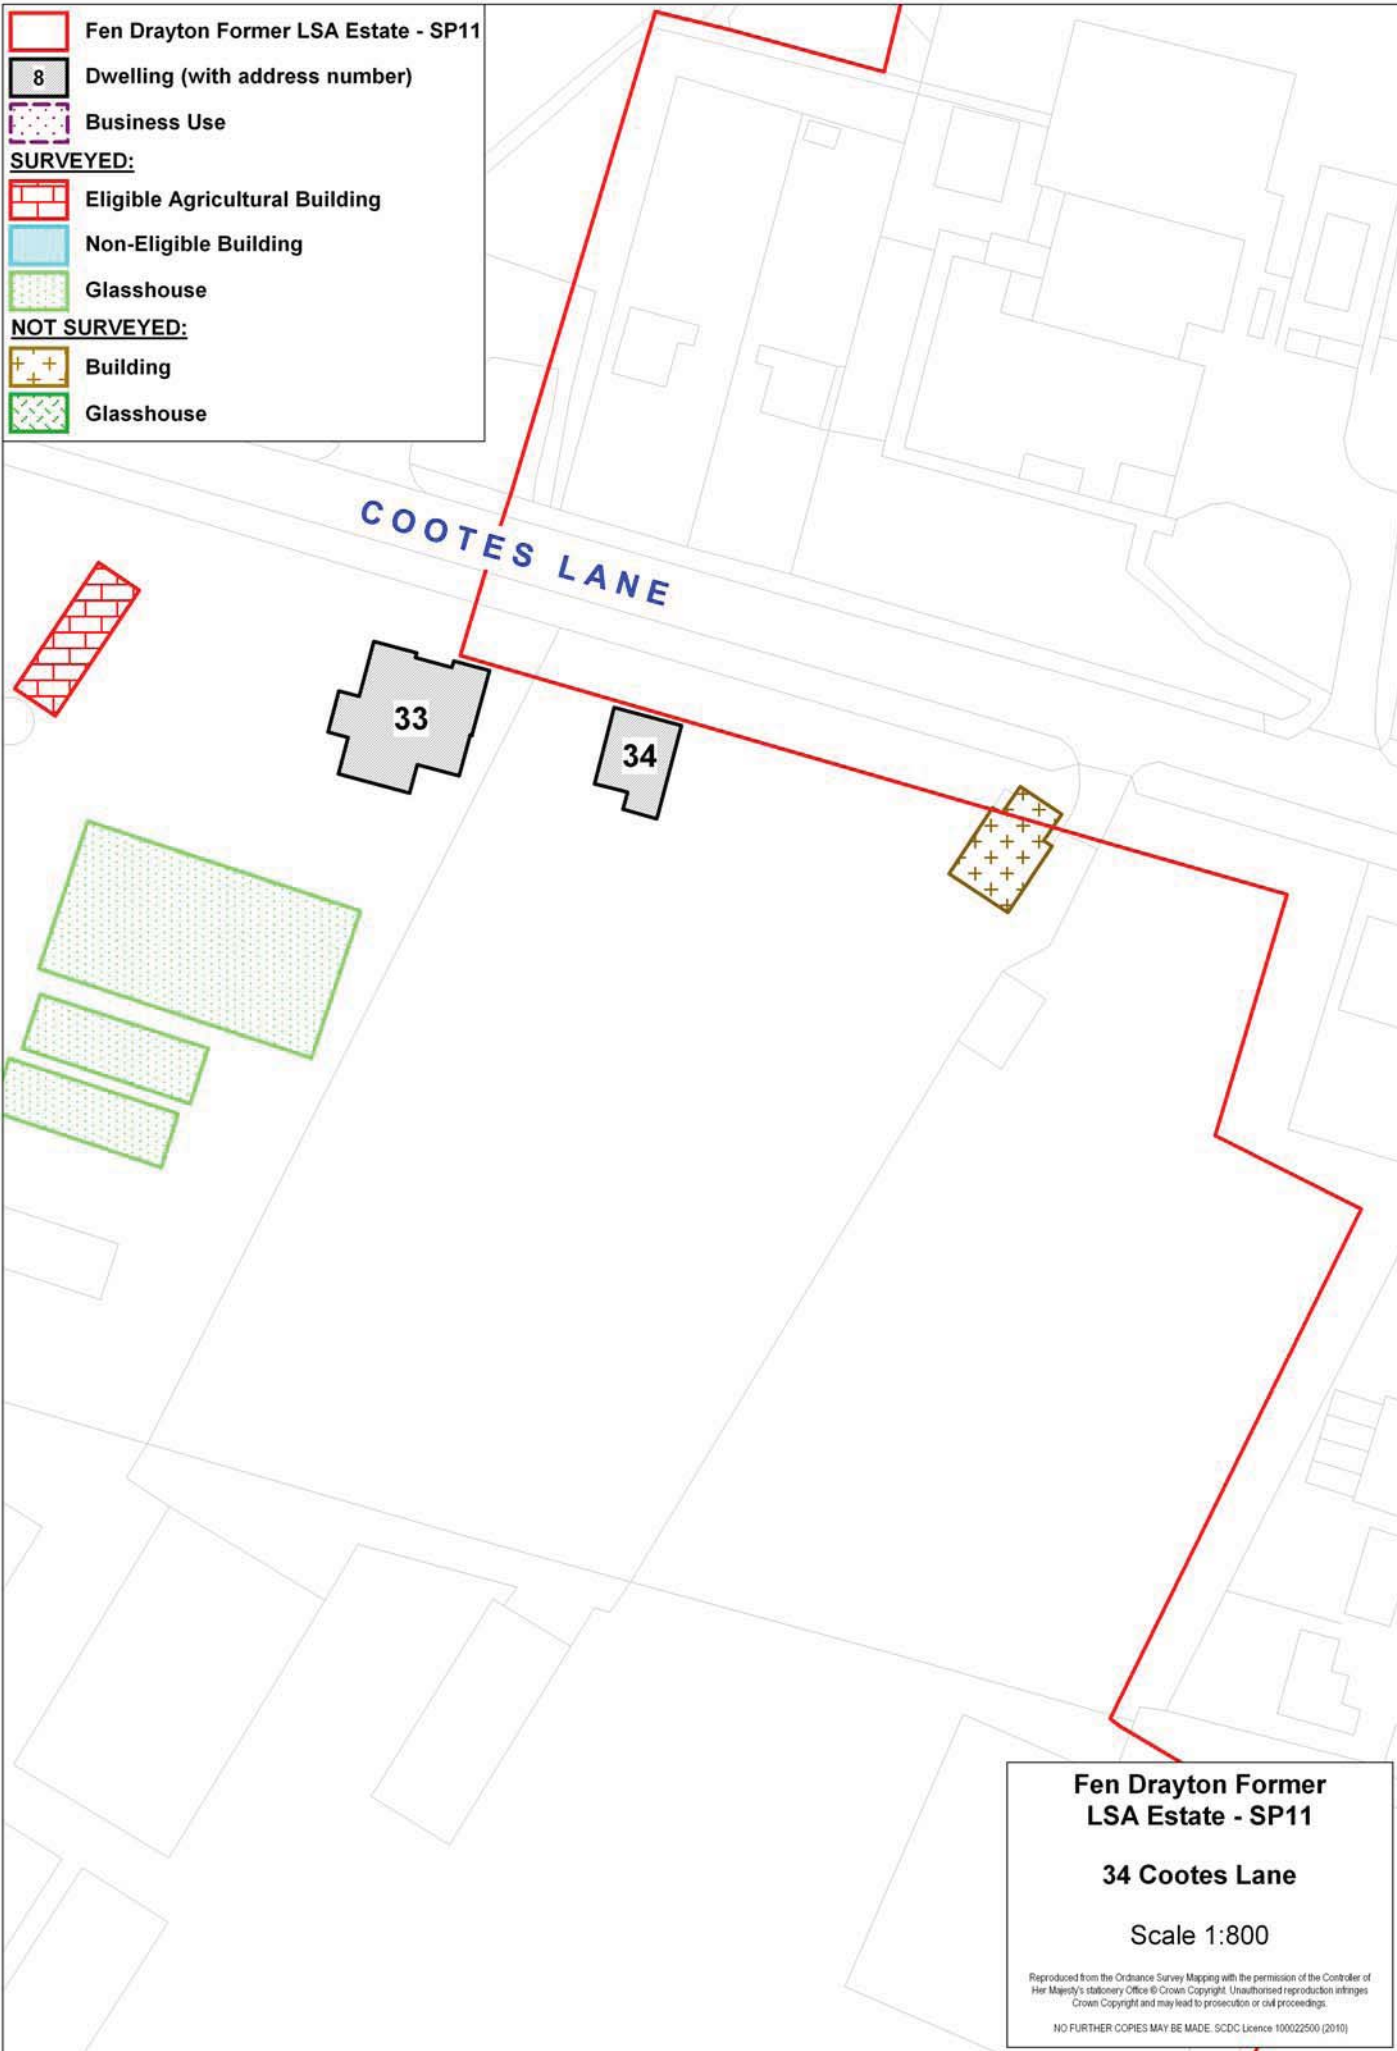 Fen Drayton Former LSA Estate - SP11
8
Dwelling (with address number)
Business Use
SURVEYED:
Eligible Agricultural Building
Non-Eligible Building
Glasshouse
NOT SURVEYED:
Building
Glasshouse
COOTES LANE
33
34
Fen Drayton Former
LSA Estate - SP11
34 Cootes Lane
Scale 1:800
Reproduced from the Ordnance Survey Mapping with the permission of the Controller of
Her Majesty's stationery Office © Crown Copyright. Unauthorised reproduction infringes
Crown Copyright and may lead to prosecution or civil proceedings.
NO FURTHER COPIES MAY BE MADE. SCDC Licence 100022500 (2010)